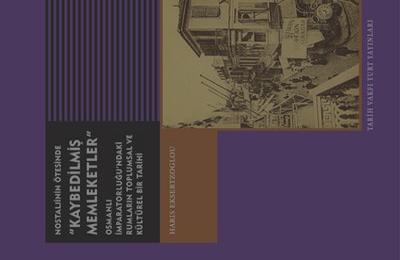 NOSTALJİNİN ÖTESİNDE
“KAYBEDİLMİŞ
MEMLEKETLER”
OSMANLI
İMPARATORLUĞU'NDAKİ
RUMLARIN TOPLUMSAL VE
KÜLTÜREL BİR TARİHİ
HARIS EKSERTZOGLOU
TARİH VAKFI YURT YAYINLARI